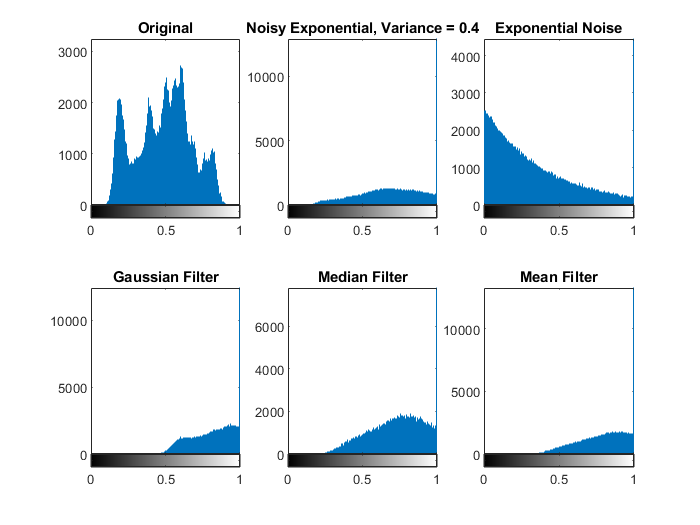 Original
3000
2000
1000
0
0 0.5 1
Noisy Exponential, Variance = 0.4
10000
5000
0
0 0.5 1
Exponential Noise
4000
3000
2000
1000
0
0 0.5 1
Gaussian Filter
10000
5000
0
0 0.5 1
Median Filter
6000
4000
2000
0
0 0.5 1
Mean Filter
10000
5000
0
0 0.5 1